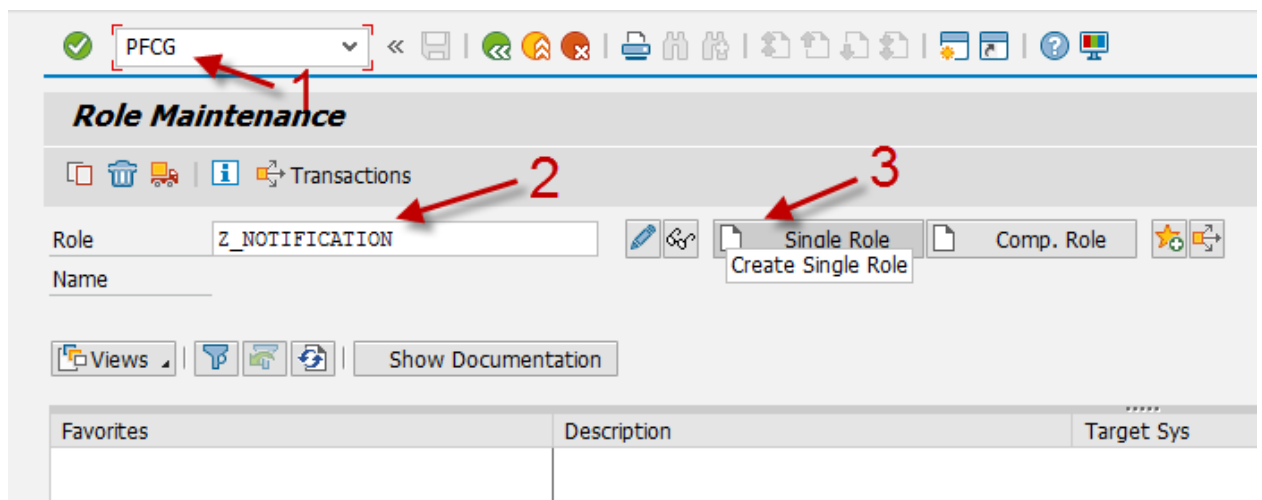 PFCG
1
Role Maintenance
Transactions
2
3
Role Z_NOTIFICATION Single Role Comp. Role
Create Single Role
Name
Views Show Documentation
Favorites Description Target Sys